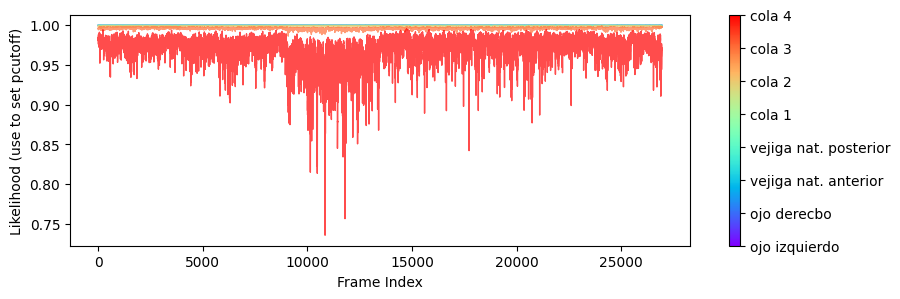 1.00
0.95
0.90
0.85
0.80
0.75
Likelihood (use to set pcutoff)
0
5000
10000
15000
20000
25000
Frame Index
cola 4
cola 3
cola 2
cola 1
vejiga nat. posterior
vejiga nat. anterior
ojo derecbo
ojo izquierdo